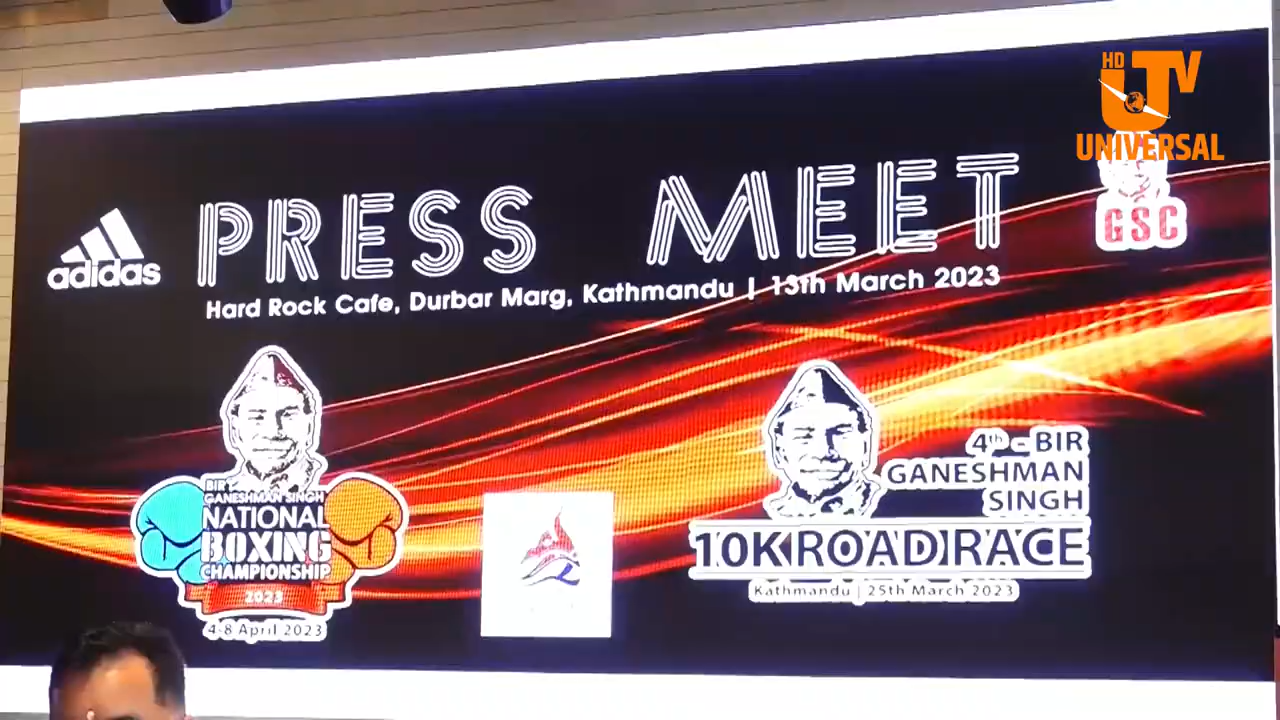 HD
UTV
UNIVERSAL
adidas
PRESS MEET
GSC
Hard Rock Cafe, Durbar Marg, Kathmandu | 13th March 2023
BIR
GANESHMAN SINGH
NATIONAL
BOXING
CHAMPIONSHIP
2023
4-8 April 2023
4th - BIR
GANESHMAN
SINGH
10K ROAD RACE
Kathmandu | 25th March 2023